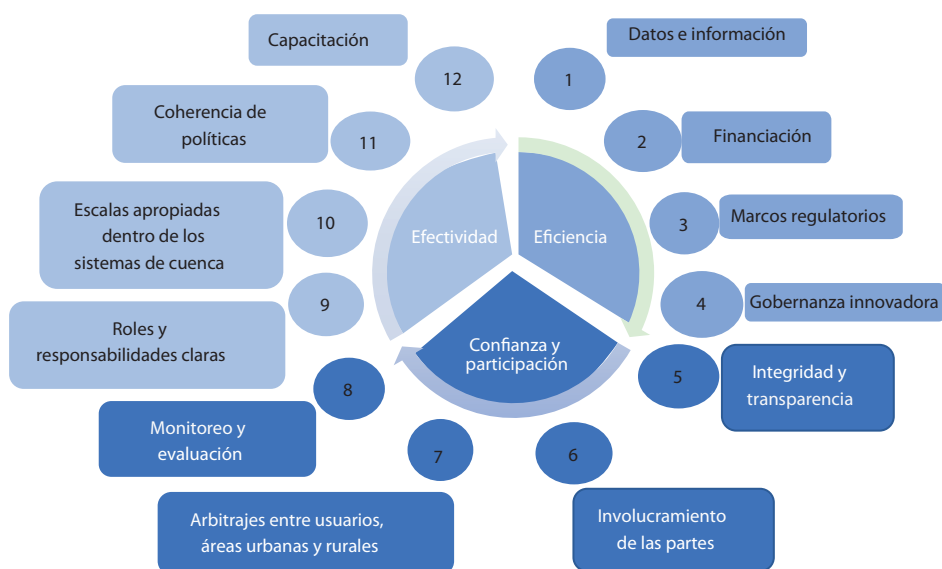 Datos e información
1
Financiación
2
Marcos regulatorios
3
Gobernanza innovadora
4
Integridad y
transparencia
5
Involucramiento
de las partes
6
Arbitrajes entre usuarios,
áreas urbanas y rurales
7
Monitoreo y
evaluación
8
Roles y
responsabilidades claras
9
Escalas apropiadas
dentro de los
sistemas de cuenca
10
Coherencia de
políticas
11
Capacitación
12
Efectividad
Eficiencia
Confianza y
participación